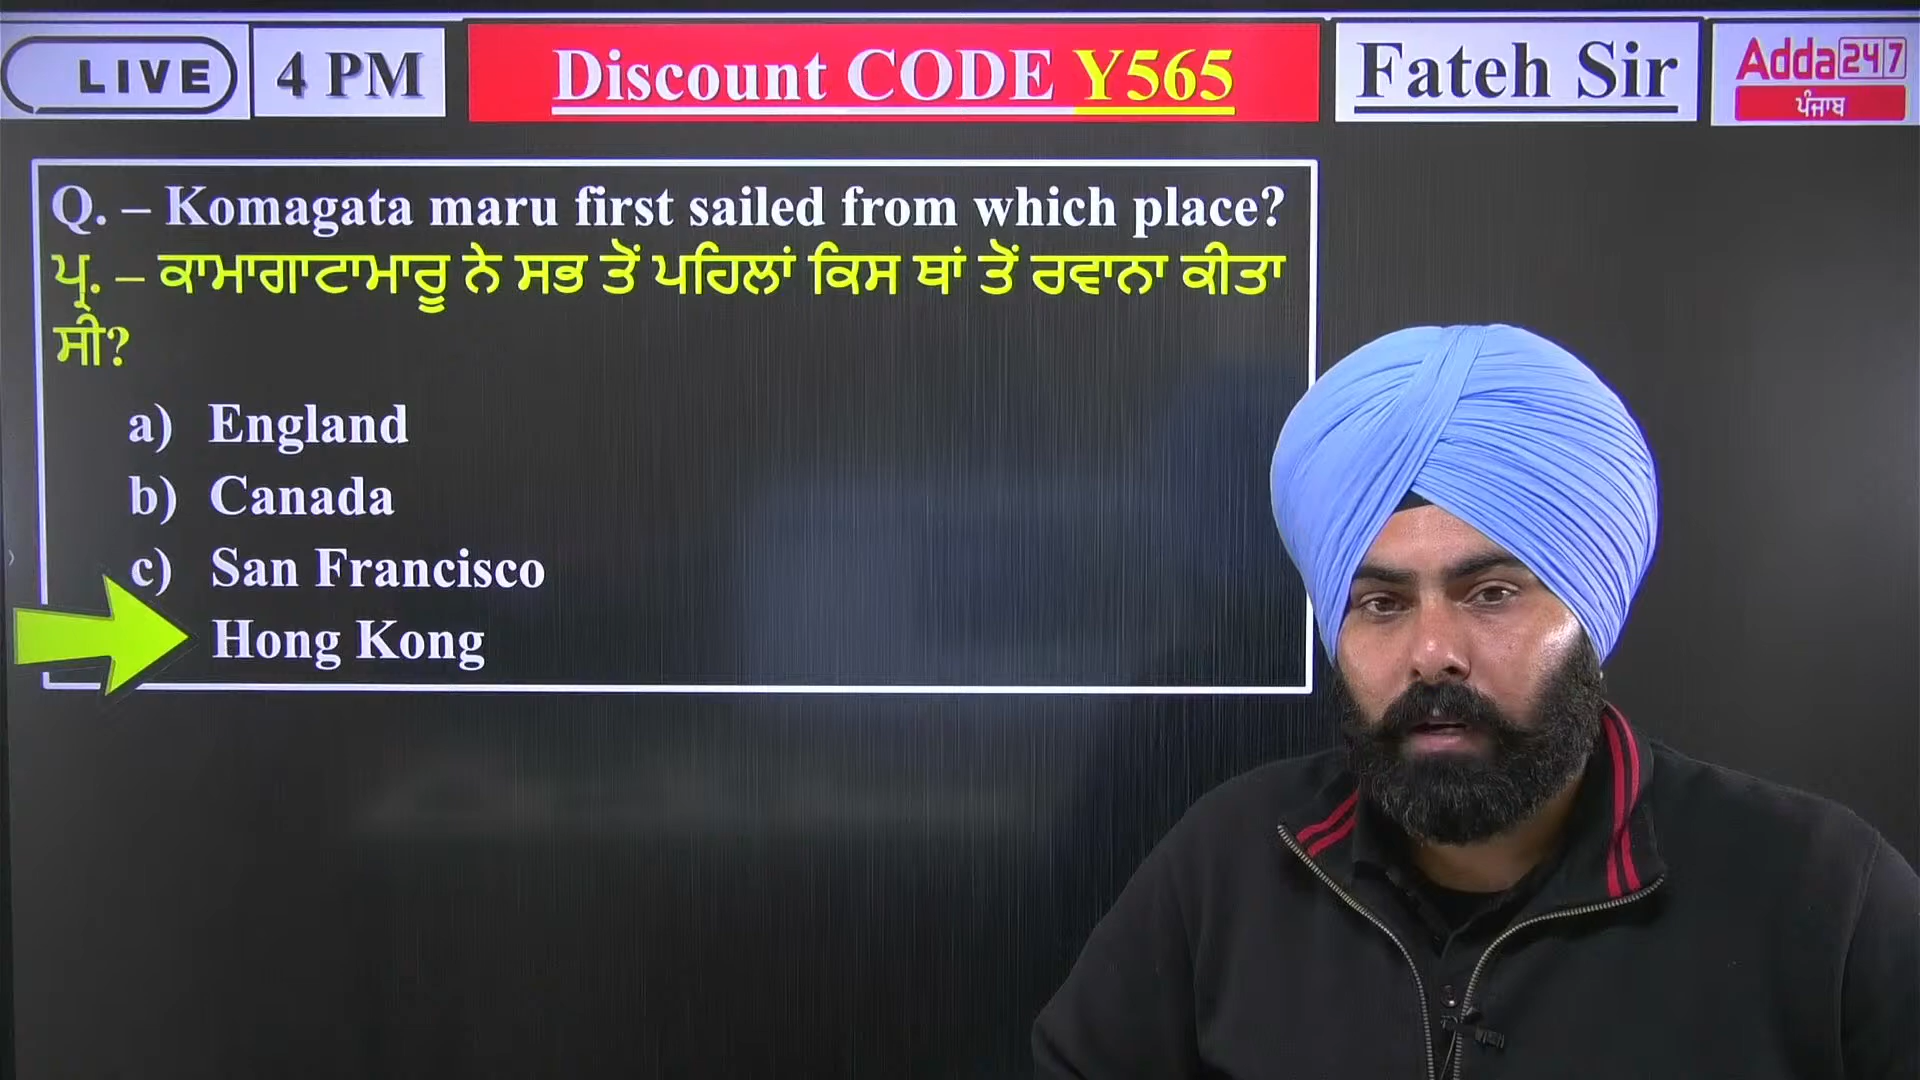 LIVE
4 PM
Discount CODE Y565
Fateh Sir
Adda247
ਪੰਜਾਬ
Q. – Komagata maru first sailed from which place?
ਪ੍ਰ. – ਕਾਮਾਗਾਟਾਮਾਰੂ ਨੇ ਸਭ ਤੋਂ ਪਹਿਲਾਂ ਕਿਸ ਥਾਂ ਤੋਂ ਰਵਾਨਾ ਕੀਤਾ
ਸੀ?
a) England
b) Canada
c) San Francisco
Hong Kong